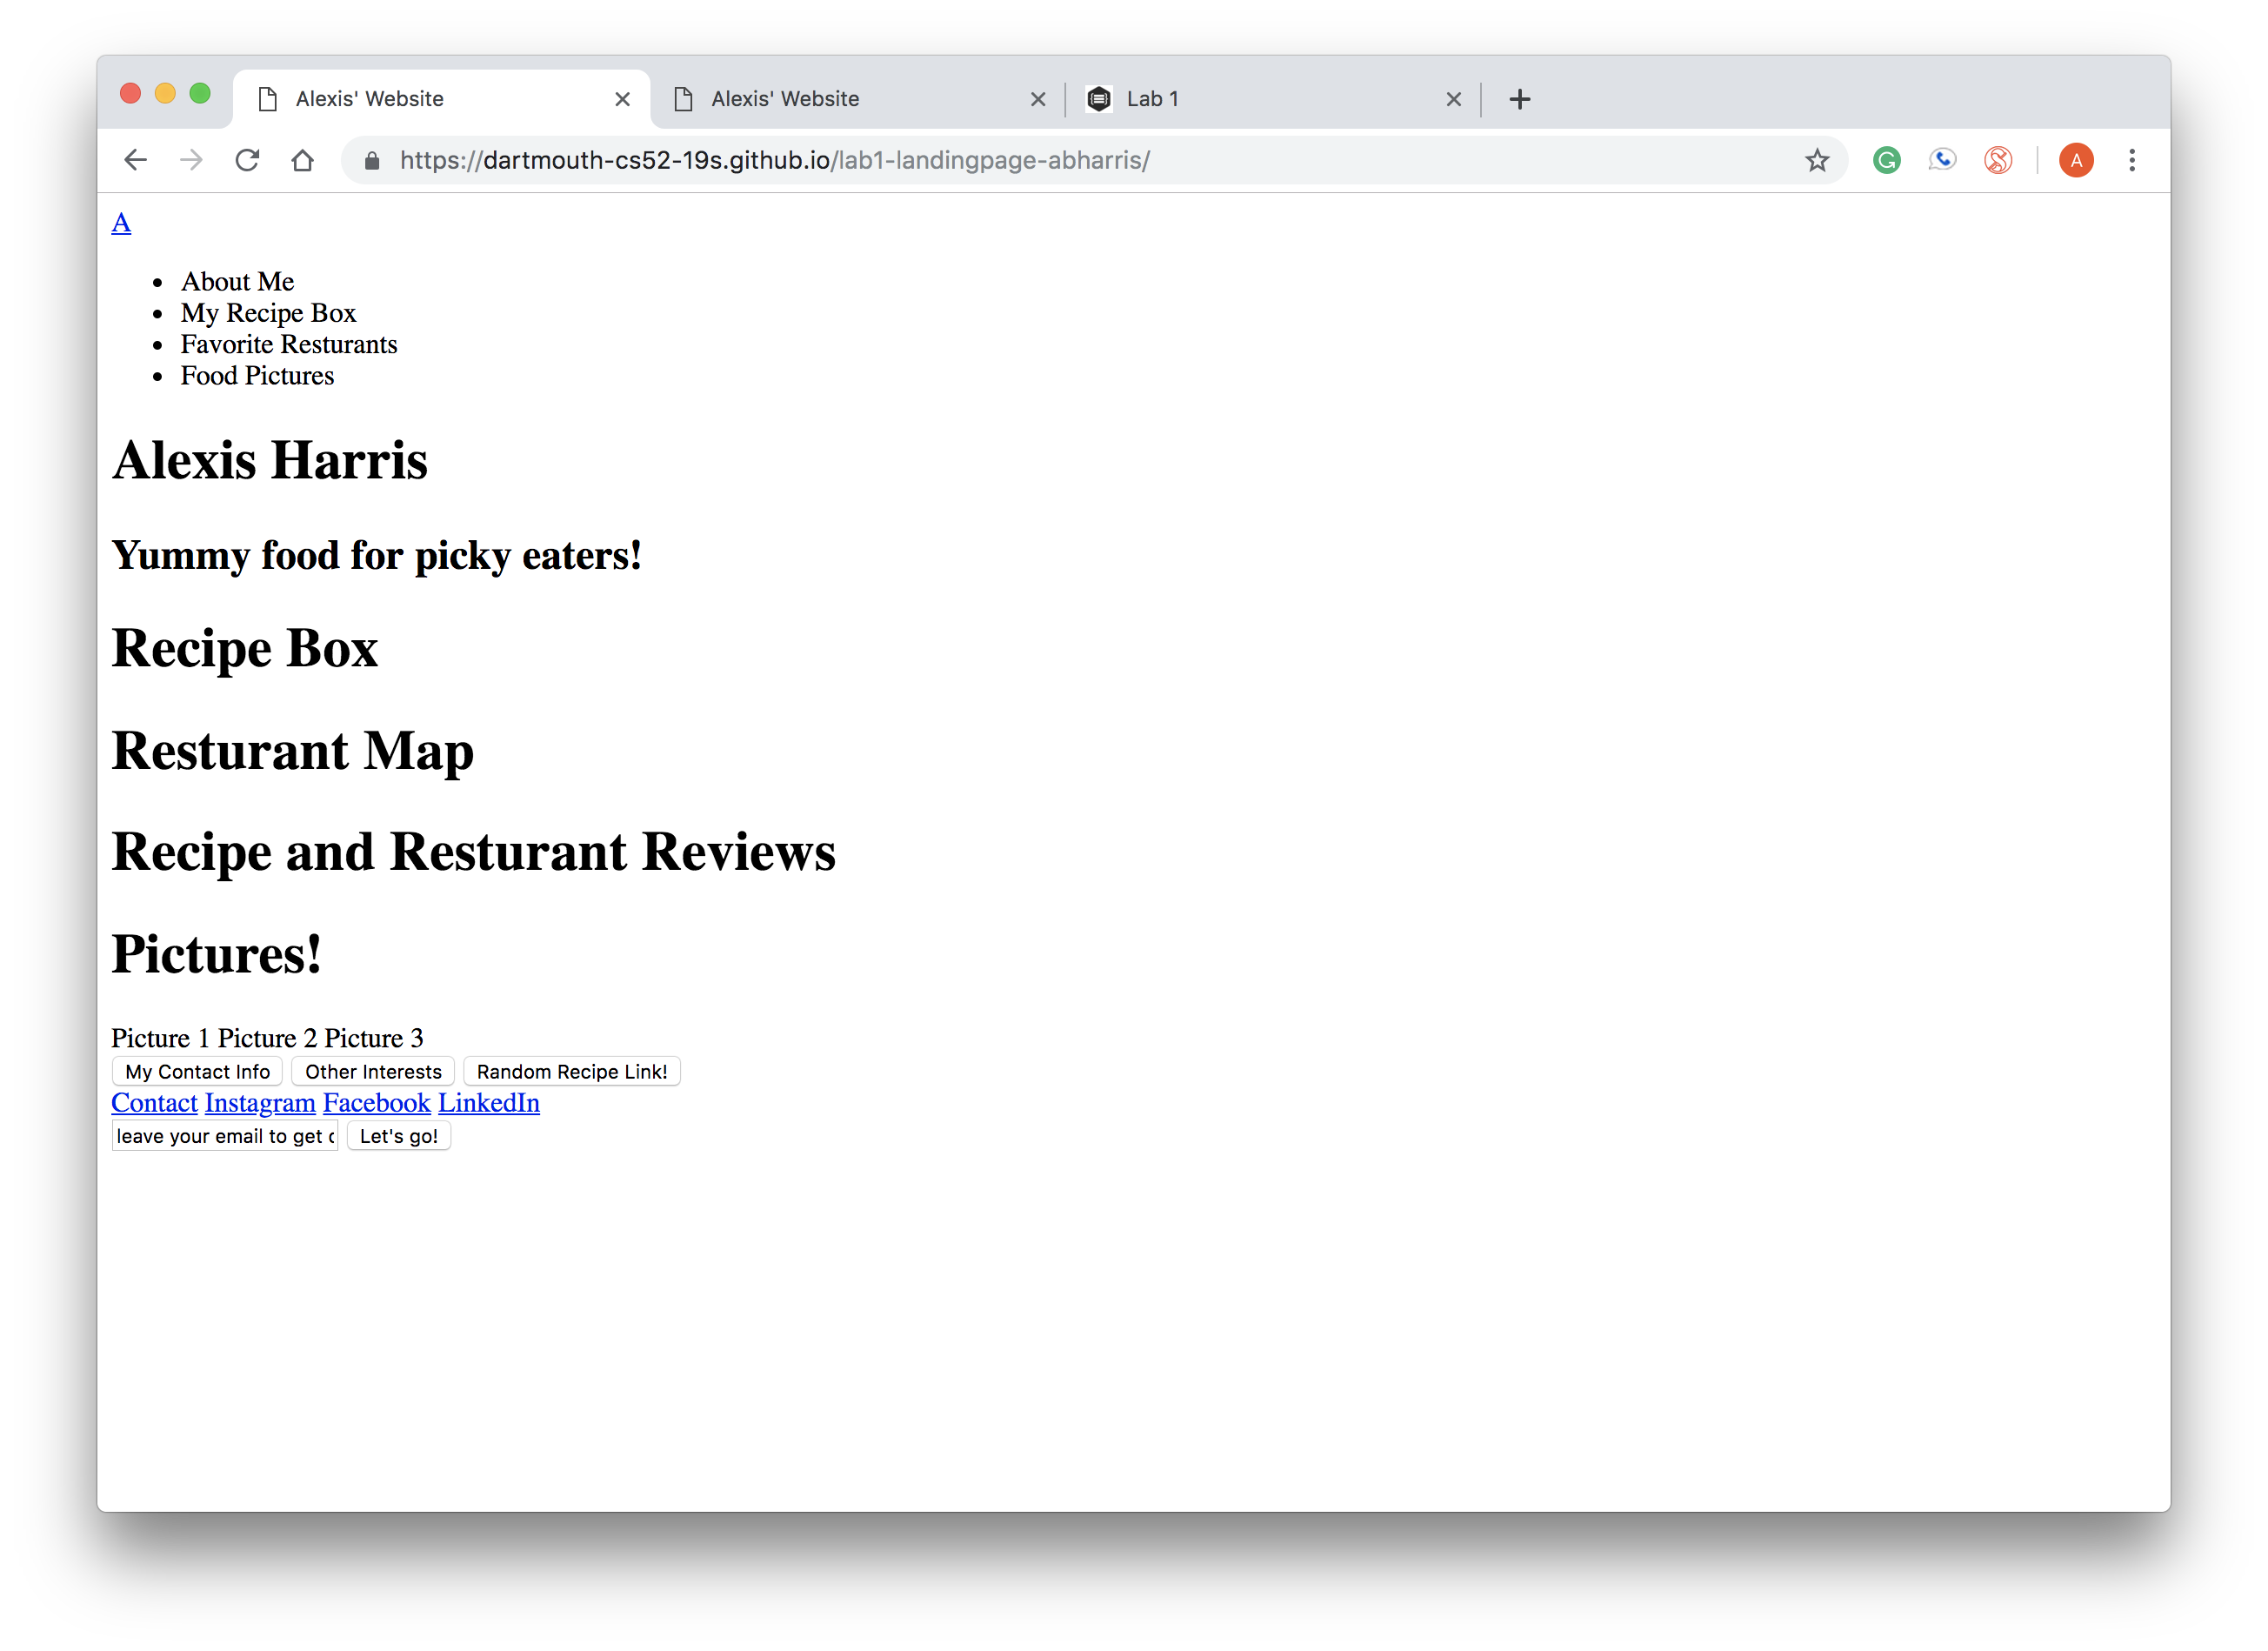 Alexis' Website Alexis' Website Lab 1
https://dartmouth-cs52-19s.github.io/lab1-landingpage-abharris/ A
A
About Me
My Recipe Box
Favorite Resturants
Food Pictures
Alexis Harris
Yummy food for picky eaters!
Recipe Box
Resturant Map
Recipe and Resturant Reviews
Pictures!
Picture 1 Picture 2 Picture 3
My Contact Info Other Interests Random Recipe Link!
Contact Instagram Facebook LinkedIn
leave your email to get Let's go!